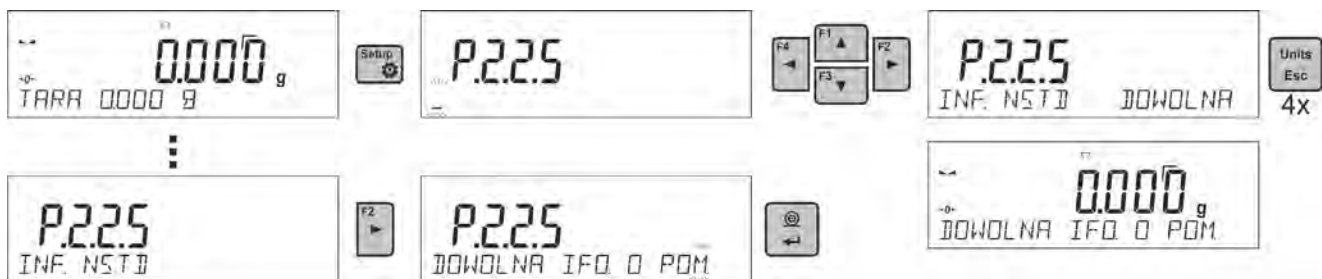 0.000 g
TARA 0.000 g
Setup
P.2.2.5
F1
F4
F2
F3
P.2.2.5
INF. NSTD DOWOLNA
Units
Esc
4x
P.2.2.5
INF. NSTD
F2
P.2.2.5
DOWOLNA IFO. O POM.
0.000 g
DOWOLNA IFO. O POM.